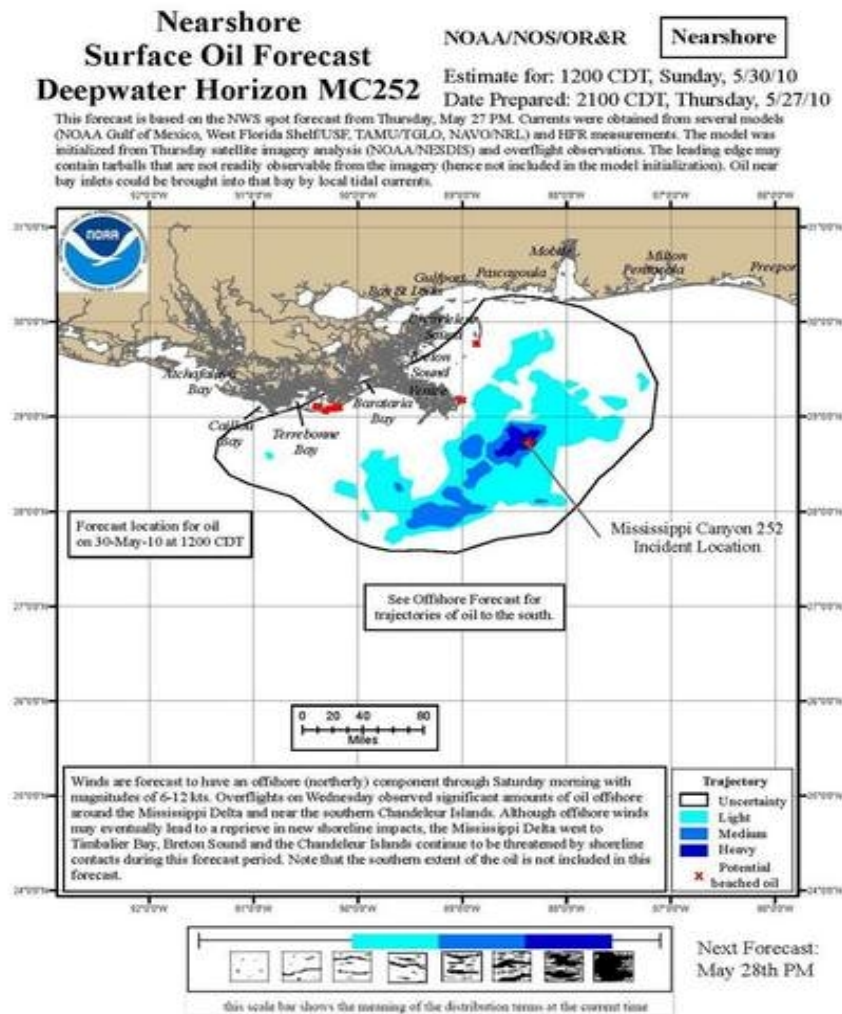 Nearshore
Surface Oil Forecast
Deepwater Horizon MC252
NOAA/NOS/OR&R
Nearshore
Estimate for: 1200 CDT, Sunday, 5/30/10
Date Prepared: 2100 CDT, Thursday, 5/27/10
This forecast is based on the NWS spot forecast from Thursday, May 27 PM. Currents were obtained from several models
(NOAA Gulf of Mexico, West Florida Shelf/USF, TAMU/TGLO, NAVO/NRL) and HFR measurements. The model was
initialized from Thursday satellite imagery analysis (NOAA/NESDIS) and overflight observations. The leading edge may
contain tarballs that are not readily observable from the imagery (hence not included in the model initialization). Oil near
bay inlets could be brought into that bay by local tidal currents.
NOAA
Mobile
Milton
Pensacola
Freepor
Pascagoula
Gulfport
Bay St Louis
Chandeleur
Sound
Breton
Sound
Venice
Atchafalaya
Bay
Barataria
Bay
Caillou
Bay
Terrebonne
Bay
Forecast location for oil
on 30-May-10 at 1200 CDT
Mississippi Canyon 252
Incident Location
See Offshore Forecast for
trajectories of oil to the south.
0 20 40 80
Miles
Winds are forecast to have an offshore (northerly) component through Saturday morning with
magnitudes of 6-12 kts. Overflights on Wednesday observed significant amounts of oil offshore
around the Mississippi Delta and near the southern Chandeleur Islands. Although offshore winds
may eventually lead to a reprieve in new shoreline impacts, the Mississippi Delta west to
Timbalier Bay, Breton Sound and the Chandeleur Islands continue to be threatened by shoreline
contacts during this forecast period. Note that the southern extent of the oil is not included in this
forecast.
Trajectory
Uncertainty
Light
Medium
Heavy
Potential
beached oil
Next Forecast:
May 28th PM
this scale bar shows the meaning of the distribution terms at the current time